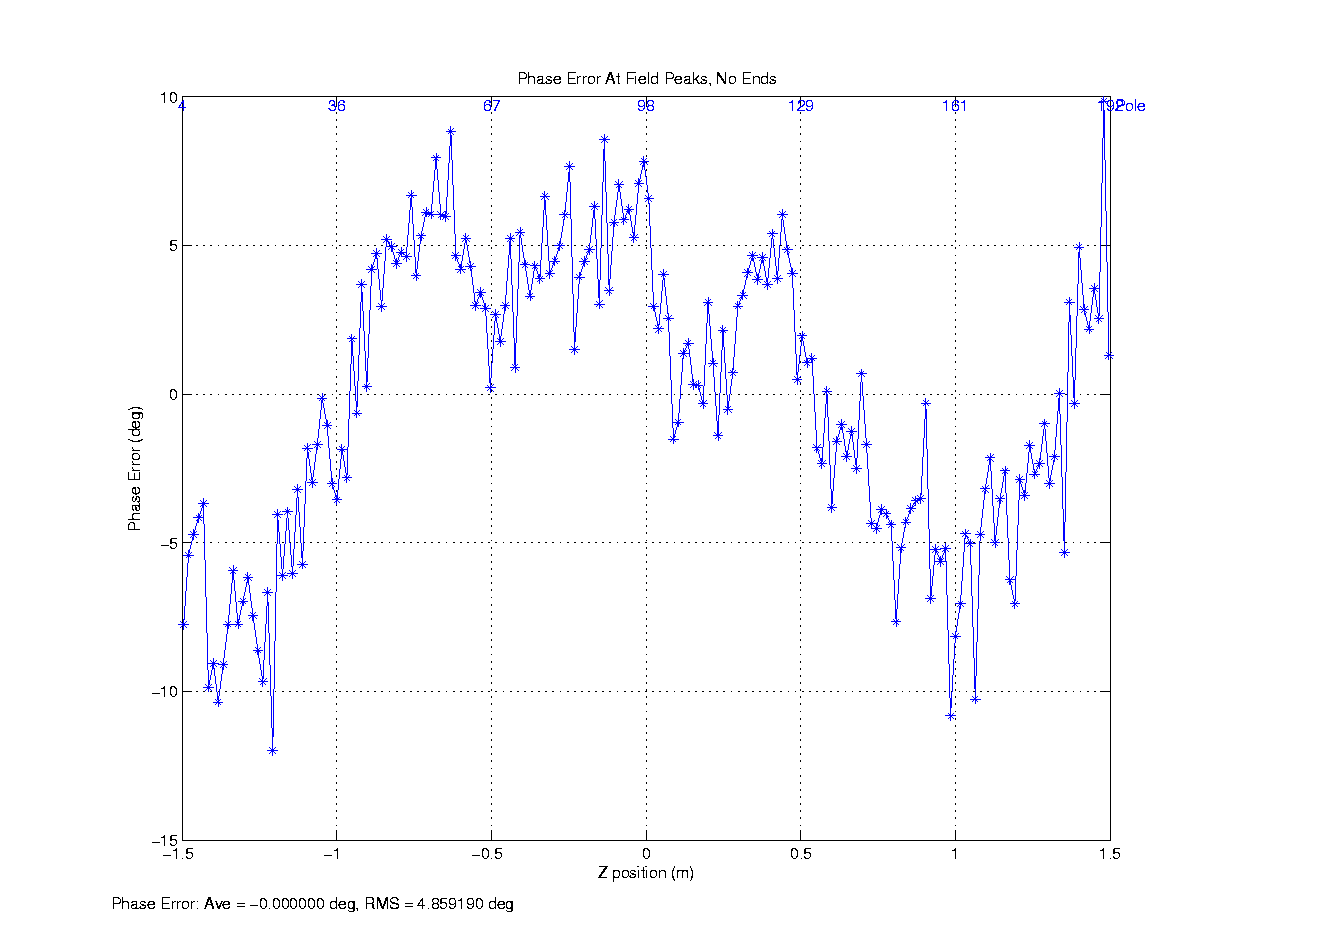 Phase Error At Field Peaks, No Ends
4 36 67 98 129 161 192 Pole
10
5
0
−5
−10
−15
Phase Error (deg)
−1.5 −1 −0.5 0 0.5 1 1.5
Z position (m)
Phase Error: Ave = −0.000000 deg, RMS = 4.859190 deg